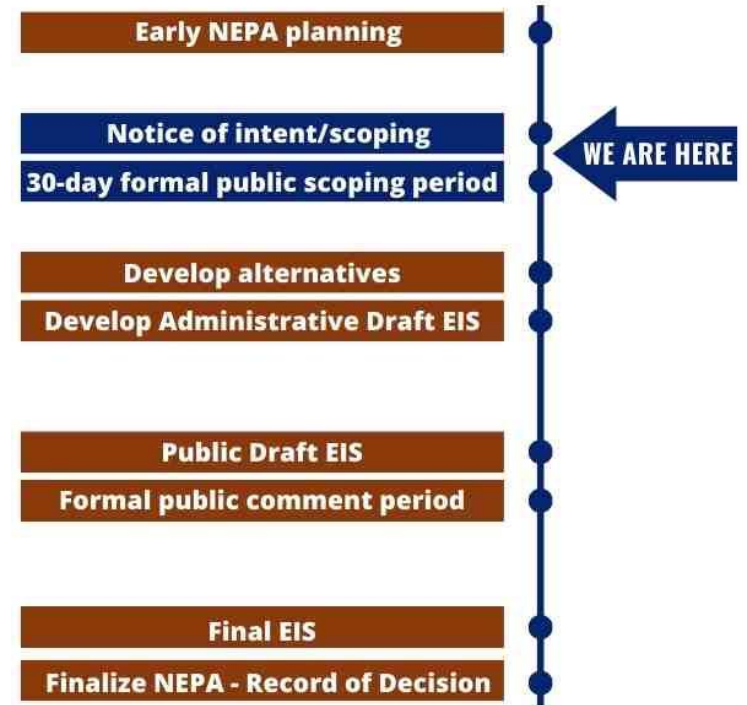 Early NEPA planning
Notice of intent/scoping
WE ARE HERE
30-day formal public scoping period
Develop alternatives
Develop Administrative Draft EIS
Public Draft EIS
Formal public comment period
Final EIS
Finalize NEPA - Record of Decision